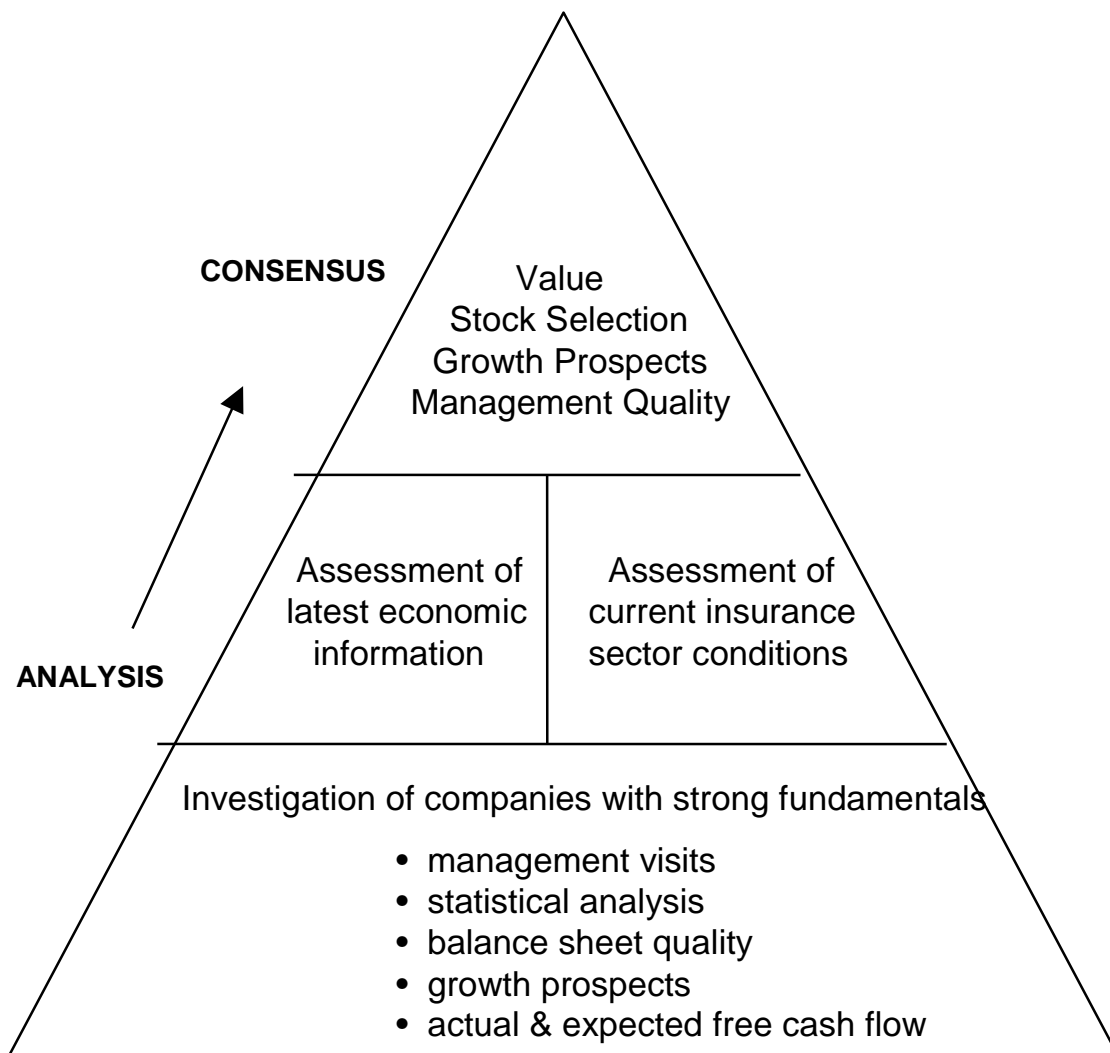 CONSENSUS
Value
Stock Selection
Growth Prospects
Management Quality
Assessment of
latest economic
information
Assessment of
current insurance
sector conditions
ANALYSIS
Investigation of companies with strong fundamentals
• management visits
• statistical analysis
• balance sheet quality
• growth prospects
• actual & expected free cash flow